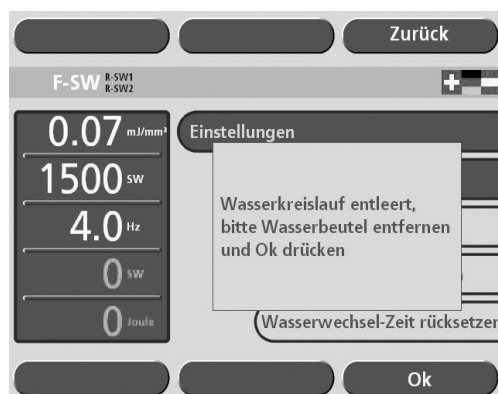 Zurück
F-SW R-SW1
R-SW2
0.07 mJ/mm²
1500 SW
4.0 Hz
0 SW
0 Joule
Einstellungen
Wasserkreislauf entleert,
bitte Wasserbeutel entfernen
und Ok drücken
Wasserwechsel-Zeit rücksetzen
Ok